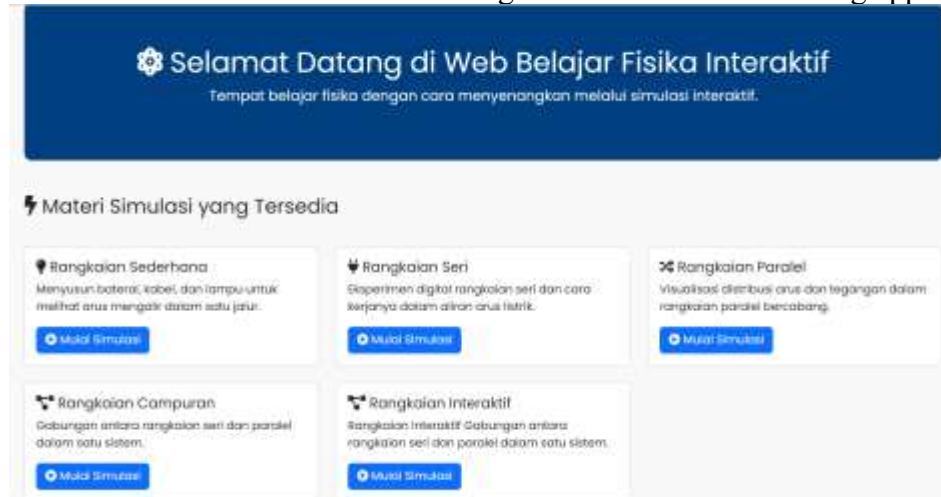 Selamat Datang di Web Belajar Fisika Interaktif
Tempat belajar fisika dengan cara menyenangkan melalui simulasi interaktif.
Materi Simulasi yang Tersedia
Rangkaian Sederhana
Menyusun baterai, kabel, dan lampu untuk
melihat arus mengalir dalam satu jalur.
Mulai Simulasi
Rangkaian Seri
Eksperimen digital rangkaian seri dan cara
kerjanya dalam aliran arus listrik.
Mulai Simulasi
Rangkaian Paralel
Visualisasi distribusi arus dan tegangan dalam
rangkaian paralel bercabang.
Mulai Simulasi
Rangkaian Campuran
Gabungan antara rangkaian seri dan paralel
dalam satu sistem.
Mulai Simulasi
Rangkaian Interaktif
Rangkaian Interaktif Gabungan antara
rangkaian seri dan paralel dalam satu sistem.
Mulai Simulasi